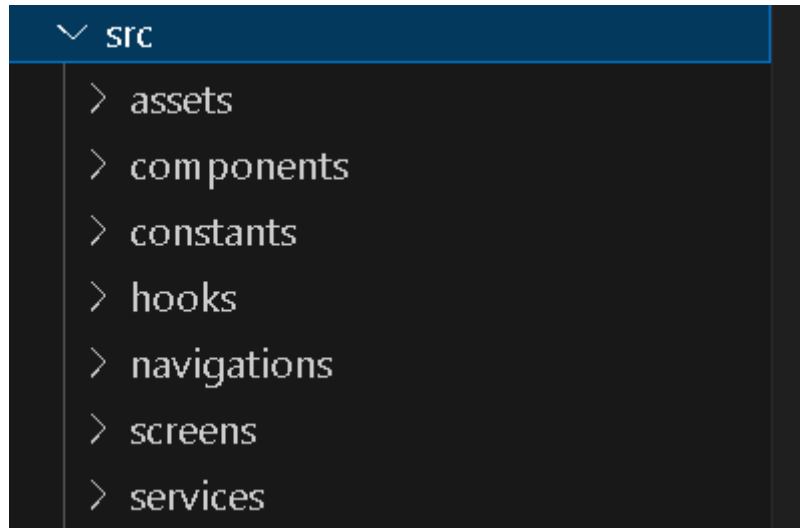 src
assets
components
constants
hooks
navigations
screens
services